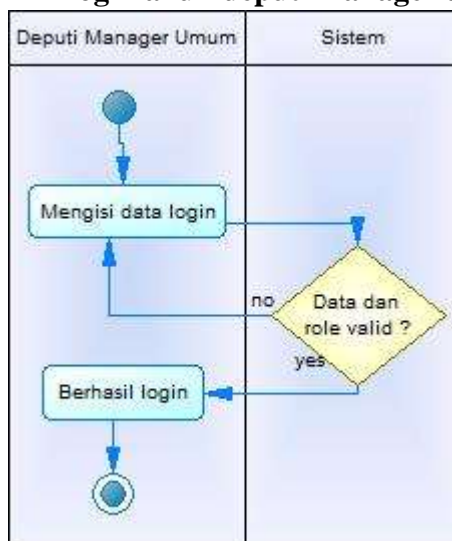 Deputi Manager Umum
Sistem
Mengisi data login
no
Data dan
role valid ?
yes
Berhasil login